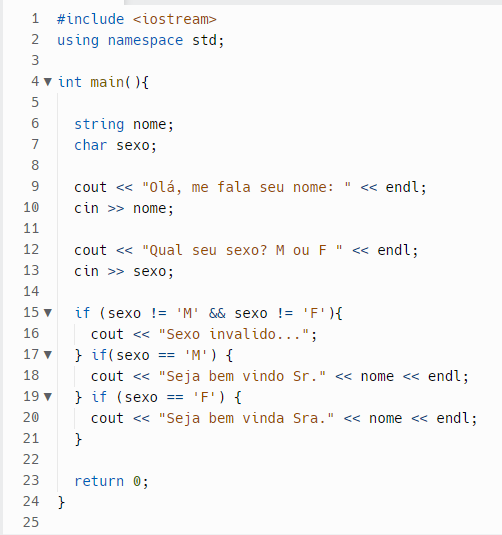 1 #include <iostream>
2 using namespace std;
3
4 ▼ int main(){
5
6 string nome;
7 char sexo;
8
9 cout << "Olá, me fala seu nome: " << endl;
10 cin >> nome;
11
12 cout << "Qual seu sexo? M ou F " << endl;
13 cin >> sexo;
14
15 ▼ if (sexo != 'M' && sexo != 'F'){
16 cout << "Sexo invalido...";
17 ▼ } if(sexo == 'M') {
18 cout << "Seja bem vindo Sr." << nome << endl;
19 ▼ } if (sexo == 'F') {
20 cout << "Seja bem vinda Sra." << nome << endl;
21 }
22
23 return 0;
24 }
25